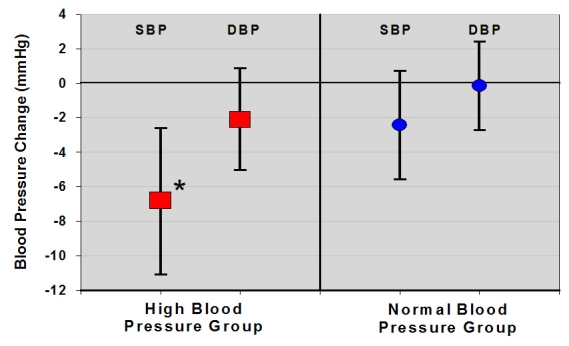 Blood Pressure Change (mmHg)
4
2
0
-2
-4
-6
-8
-10
-12
SBP DBP SBP DBP
*
High Blood
Pressure Group
Normal Blood
Pressure Group